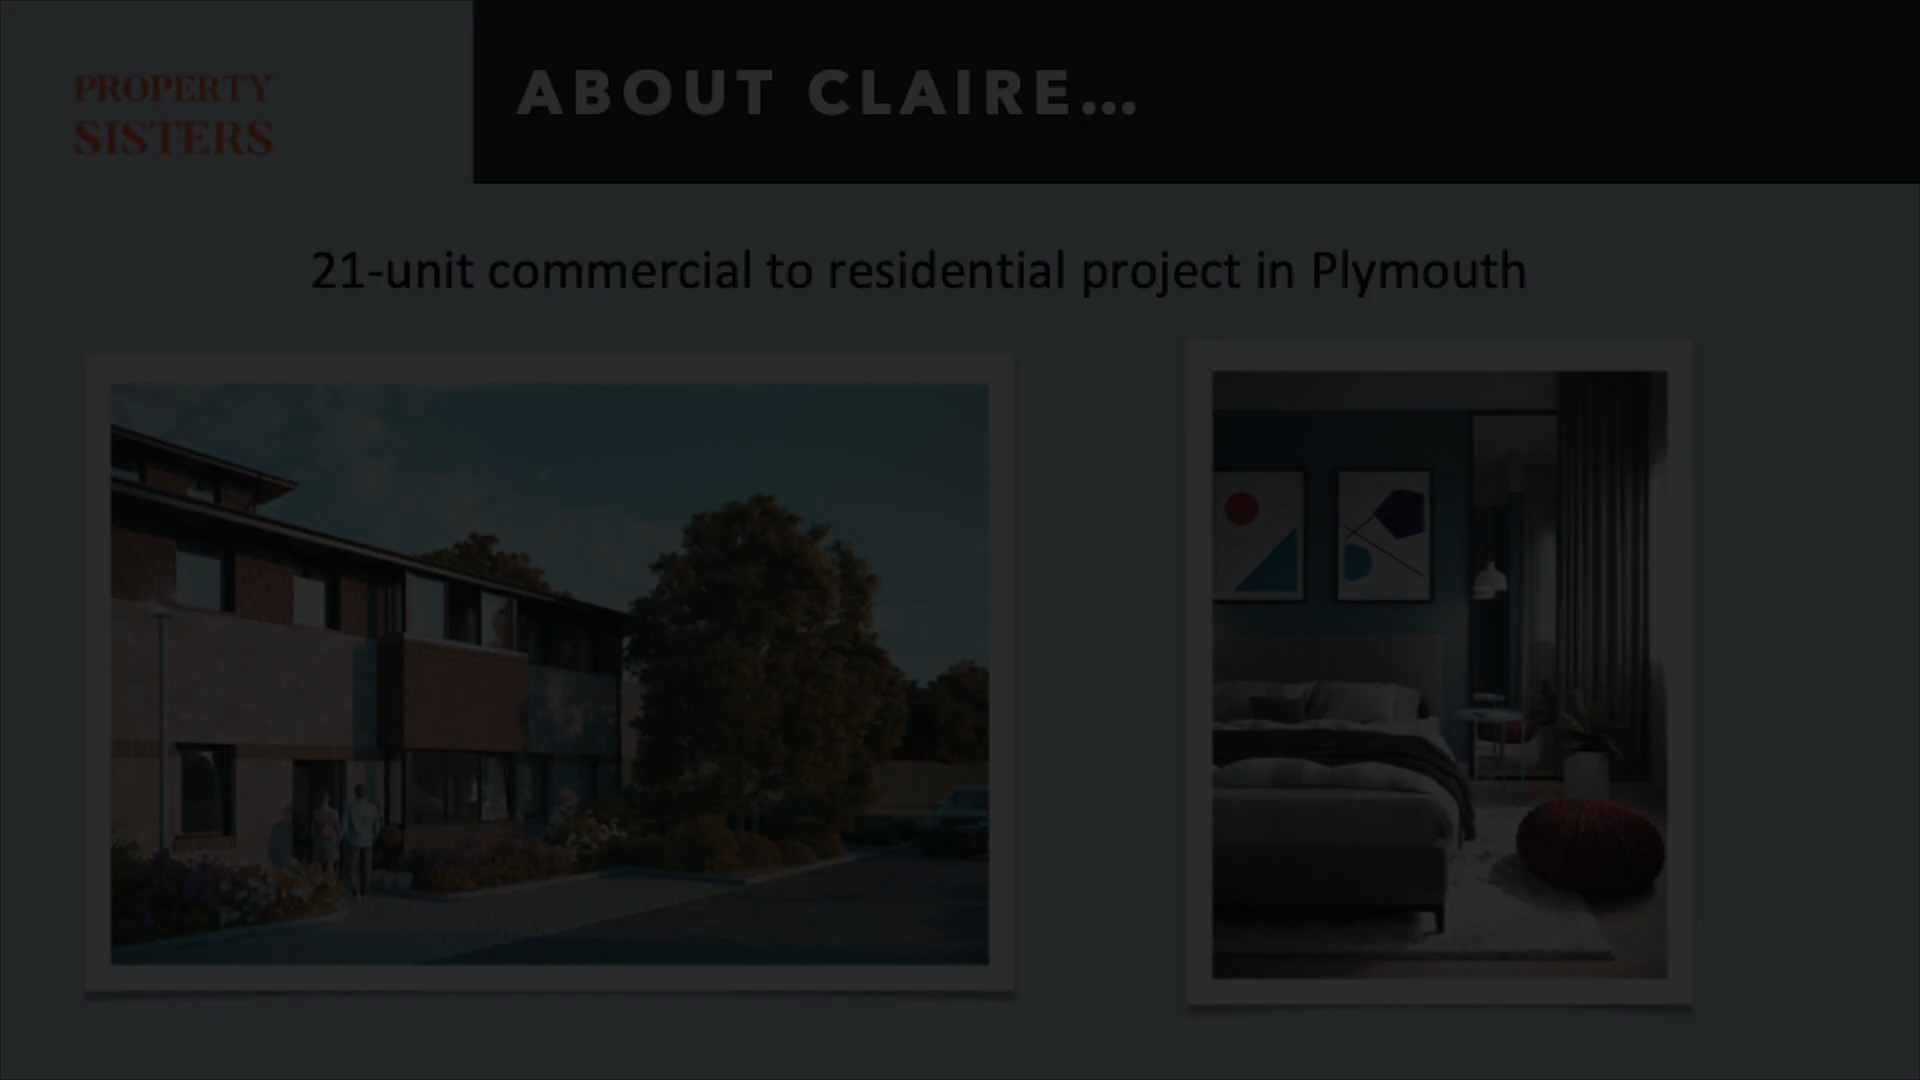 PROPERTY
SISTERS
ABOUT CLAIRE...
21-unit commercial to residential project in Plymouth